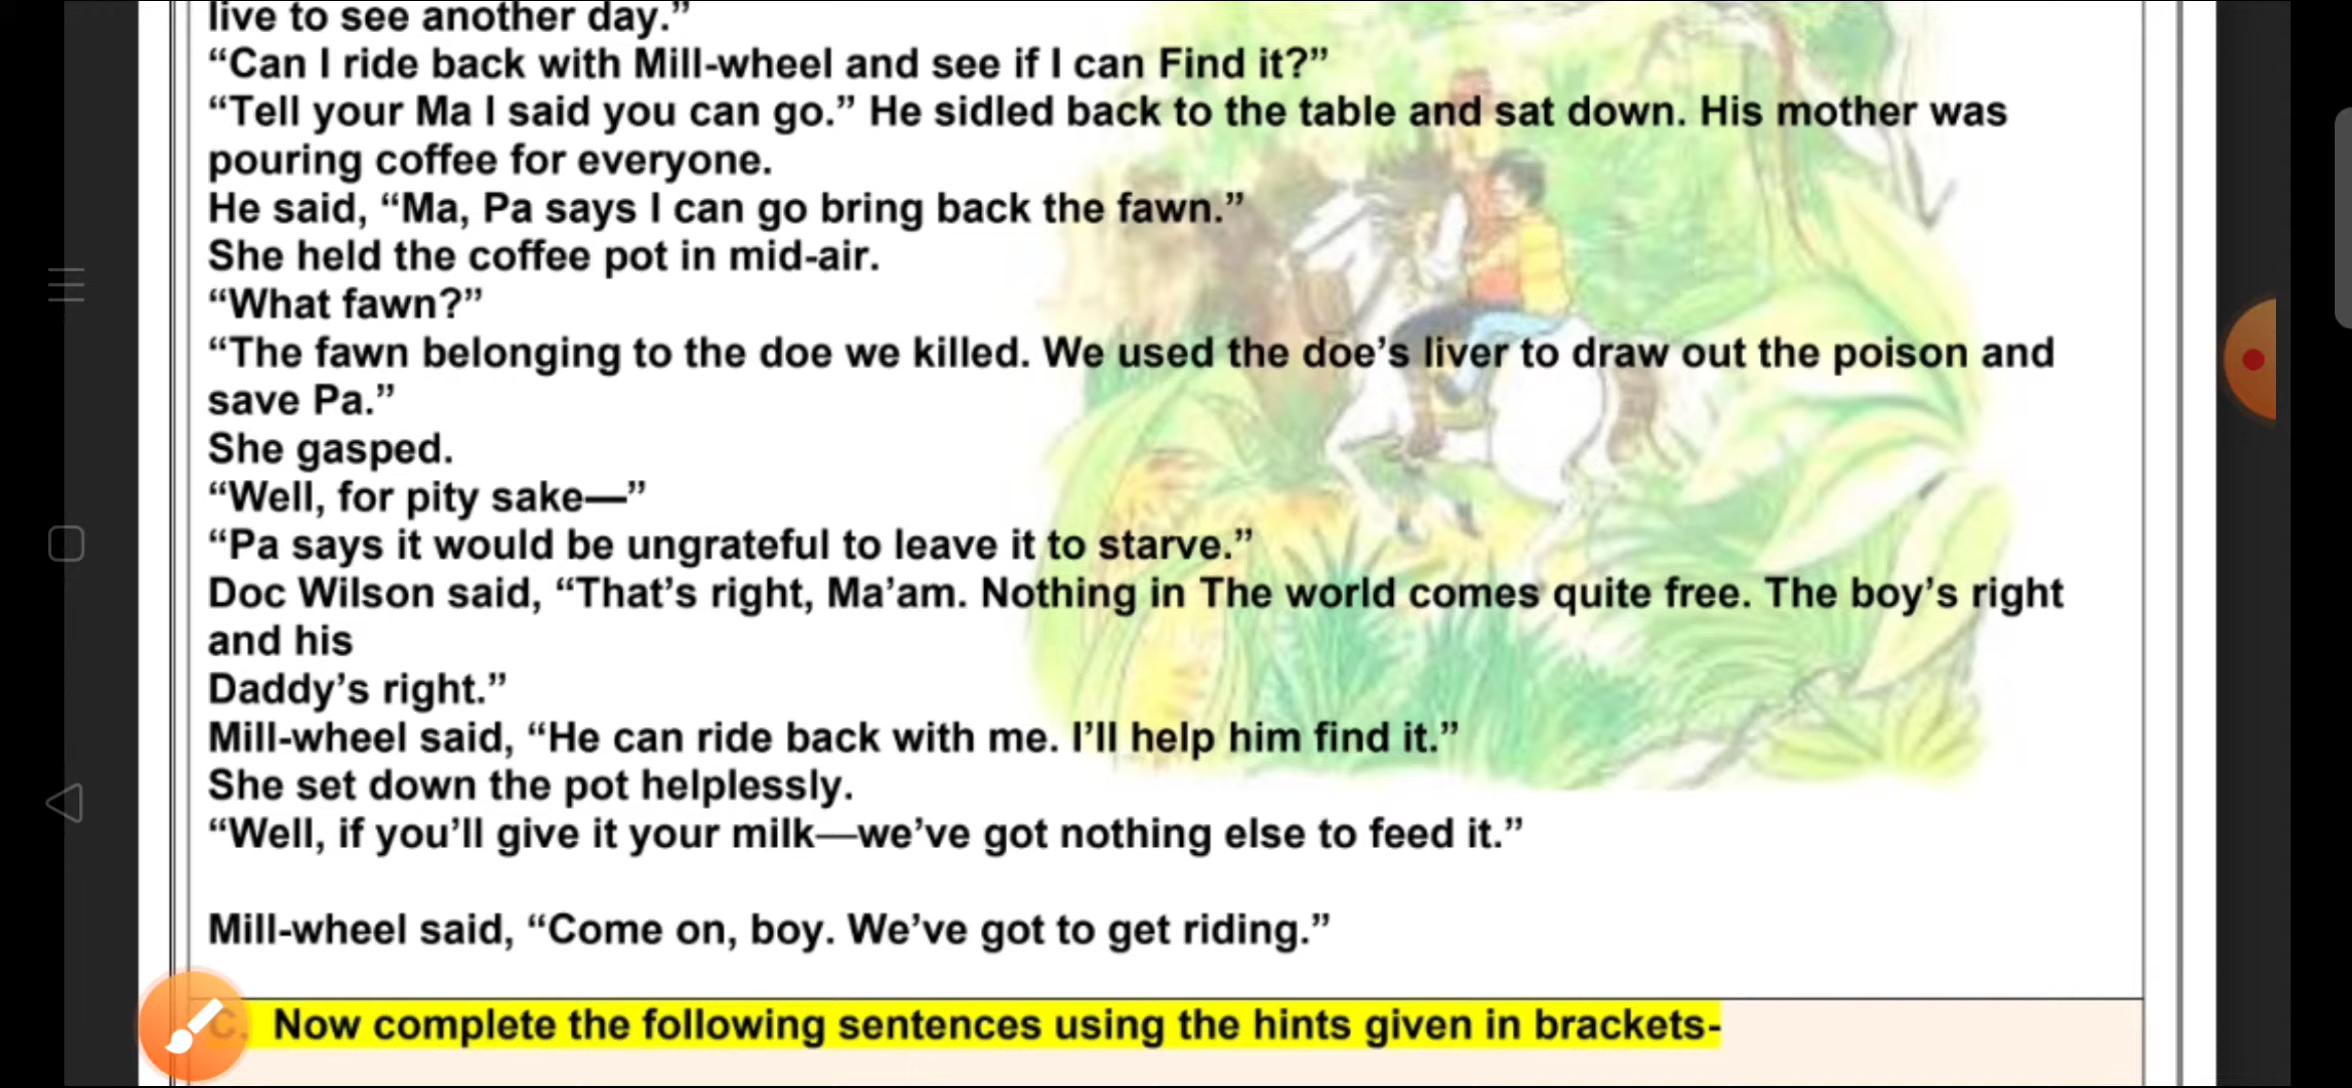 live to see another day.”
“Can I ride back with Mill-wheel and see if I can Find it?”
“Tell your Ma I said you can go.” He sidled back to the table and sat down. His mother was
pouring coffee for everyone.
He said, “Ma, Pa says I can go bring back the fawn.”
She held the coffee pot in mid-air.
“What fawn?”
“The fawn belonging to the doe we killed. We used the doe’s liver to draw out the poison and
save Pa.”
She gasped.
“Well, for pity sake—”
“Pa says it would be ungrateful to leave it to starve.”
Doc Wilson said, “That’s right, Ma’am. Nothing in The world comes quite free. The boy’s right
and his
Daddy’s right.”
Mill-wheel said, “He can ride back with me. I’ll help him find it.”
She set down the pot helplessly.
“Well, if you’ll give it your milk—we’ve got nothing else to feed it.”
Mill-wheel said, “Come on, boy. We’ve got to get riding.”
C. Now complete the following sentences using the hints given in brackets-